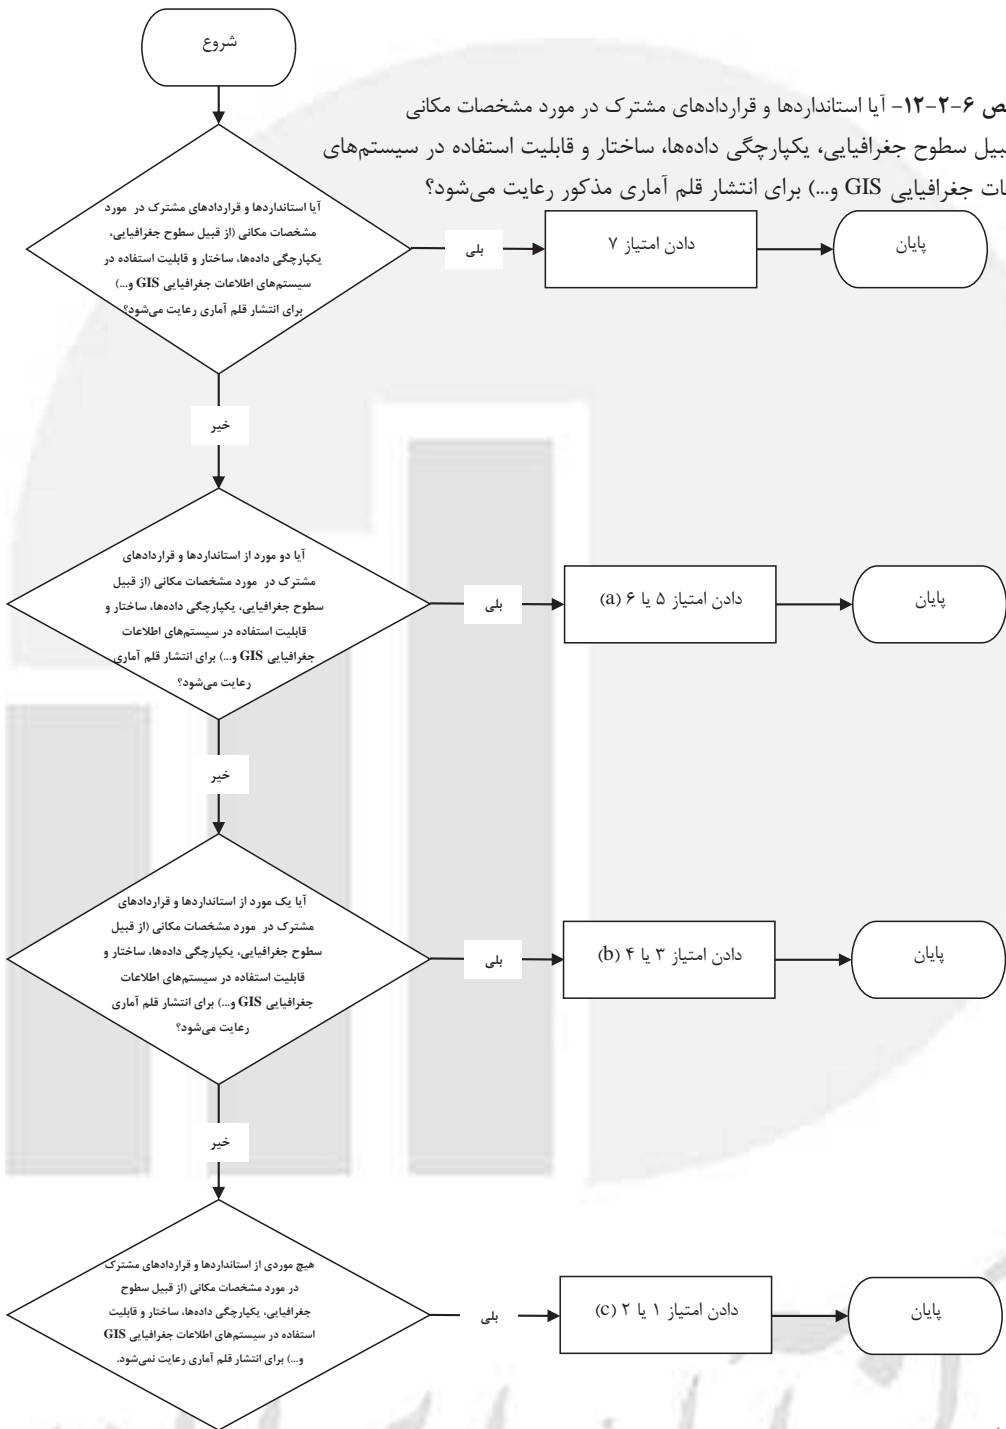 شروع
ص ۶-۲-۱۲- آیا استانداردها و قراردادهای مشترک در مورد مشخصات مکانی
بیل سطوح جغرافیایی، یکپارچگی داده‌ها، ساختار و قابلیت استفاده در سیستم‌های
ات جغرافیایی GIS و...) برای انتشار قلم آماری مذکور رعایت می‌شود؟
آیا استانداردها و قراردادهای مشترک در مورد
مشخصات مکانی (از قبیل سطوح جغرافیایی،
یکپارچگی داده‌ها، ساختار و قابلیت استفاده در
سیستم‌های اطلاعات جغرافیایی GIS و...)
برای انتشار قلم آماری رعایت می‌شود؟
بلی
دادن امتیاز ۷
پایان
خیر
آیا دو مورد از استانداردها و قراردادهای
مشترک در مورد مشخصات مکانی (از قبیل
سطوح جغرافیایی، یکپارچگی داده‌ها، ساختار و
قابلیت استفاده در سیستم‌های اطلاعات
جغرافیایی GIS و...) برای انتشار قلم آماری
رعایت می‌شود؟
بلی
دادن امتیاز ۵ یا ۶ (a)
پایان
خیر
آیا یک مورد از استانداردها و قراردادهای
مشترک در مورد مشخصات مکانی (از قبیل
سطوح جغرافیایی، یکپارچگی داده‌ها، ساختار و
قابلیت استفاده در سیستم‌های اطلاعات
جغرافیایی GIS و...) برای انتشار قلم آماری
رعایت می‌شود؟
بلی
دادن امتیاز ۳ یا ۴ (b)
پایان
خیر
هیچ موردی از استانداردها و قراردادهای مشترک
در مورد مشخصات مکانی (از قبیل سطوح
جغرافیایی، یکپارچگی داده‌ها، ساختار و قابلیت
استفاده در سیستم‌های اطلاعات جغرافیایی GIS
و...) برای انتشار قلم آماری رعایت نمی‌شود.
بلی
دادن امتیاز ۱ یا ۲ (c)
پایان